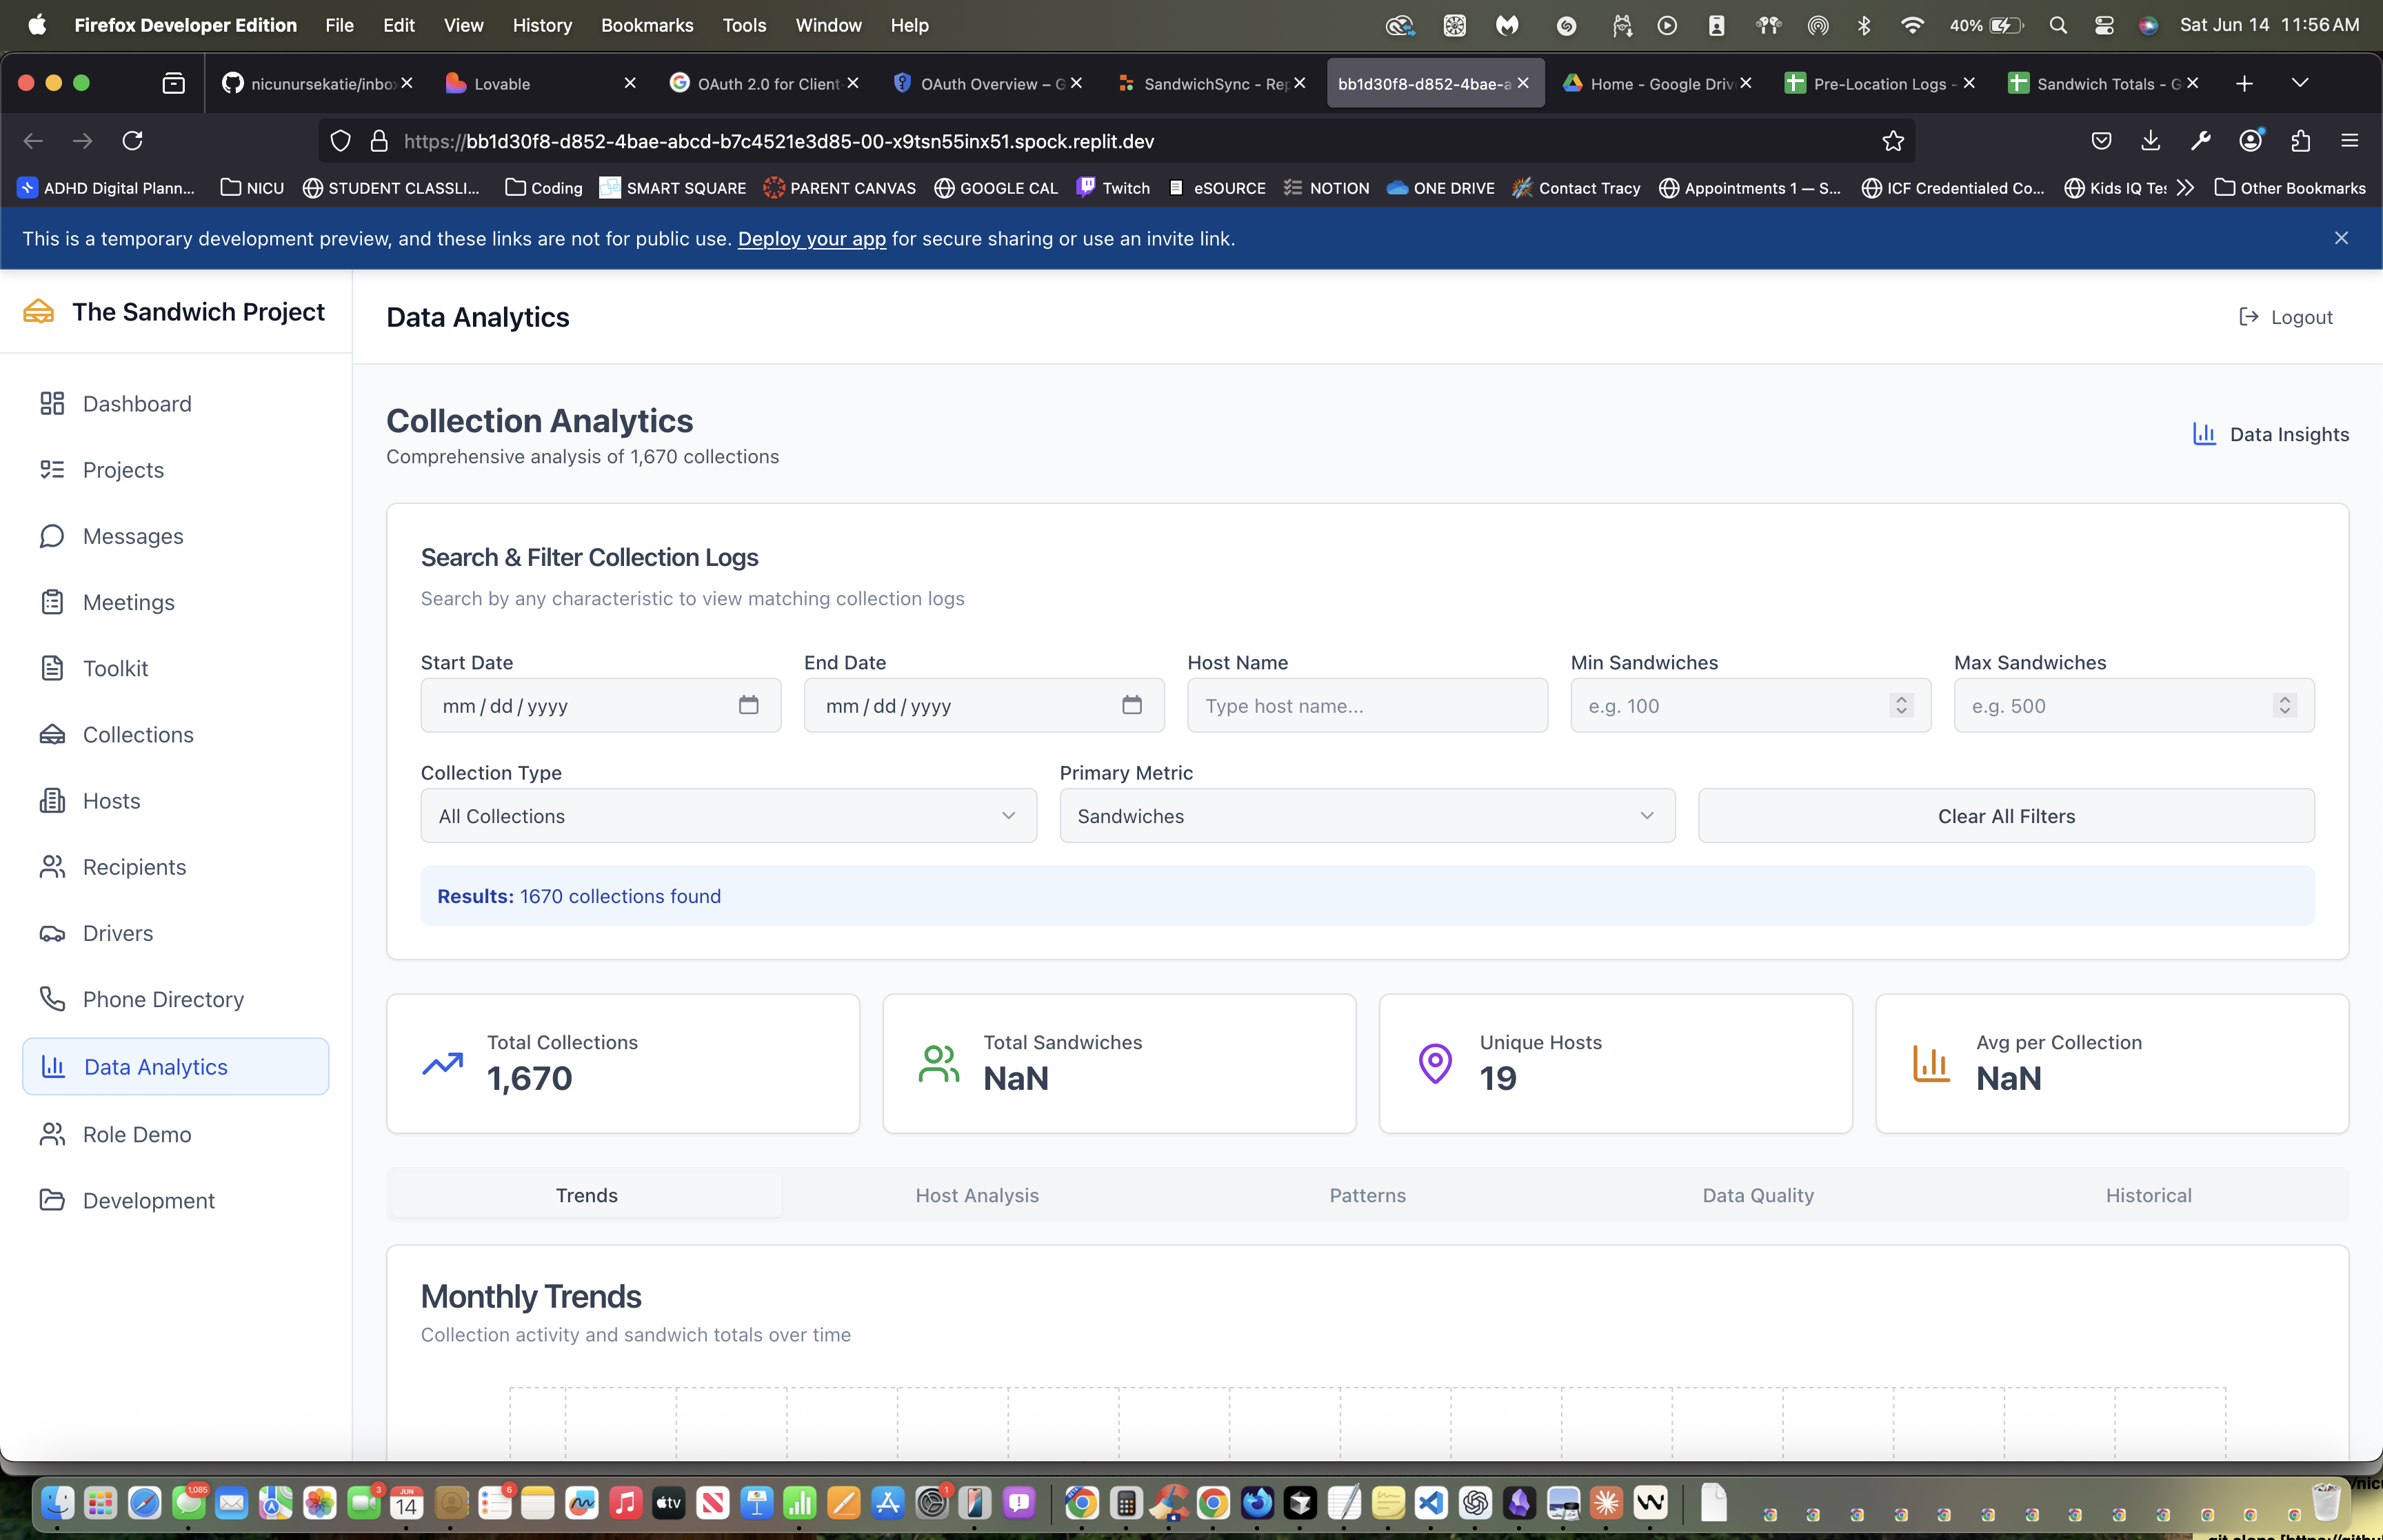 Firefox Developer Edition File Edit View History Bookmarks Tools Window Help 40% Sat Jun 14 11:56 AM
nicunursekatie/inbo Lovable OAuth 2.0 for Client OAuth Overview – G SandwichSync - Rep bb1d30f8-d852-4bae-a Home - Google Driv Pre-Location Logs - Sandwich Totals - G
https://bb1d30f8-d852-4bae-abcd-b7c4521e3d85-00-x9tsn55inx51.spock.replit.dev
ADHD Digital Plann... NICU STUDENT CLASSLI... Coding SMART SQUARE PARENT CANVAS GOOGLE CAL Twitch eSOURCE NOTION ONE DRIVE Contact Tracy Appointments 1 — S... ICF Credentialed Co... Kids IQ Tes Other Bookmarks
This is a temporary development preview, and these links are not for public use. Deploy your app for secure sharing or use an invite link.
The Sandwich Project
Dashboard
Projects
Messages
Meetings
Toolkit
Collections
Hosts
Recipients
Drivers
Phone Directory
Data Analytics
Role Demo
Development
Data Analytics
Logout
Collection Analytics
Comprehensive analysis of 1,670 collections
Data Insights
Search & Filter Collection Logs
Search by any characteristic to view matching collection logs
Start Date End Date Host Name Min Sandwiches Max Sandwiches
mm / dd / yyyy mm / dd / yyyy Type host name... e.g. 100 e.g. 500
Collection Type Primary Metric
All Collections Sandwiches Clear All Filters
Results: 1670 collections found
Total Collections Total Sandwiches Unique Hosts Avg per Collection
1,670 NaN 19 NaN
Trends Host Analysis Patterns Data Quality Historical
Monthly Trends
Collection activity and sandwich totals over time
1,085 3 JUN 14 6 tv 1